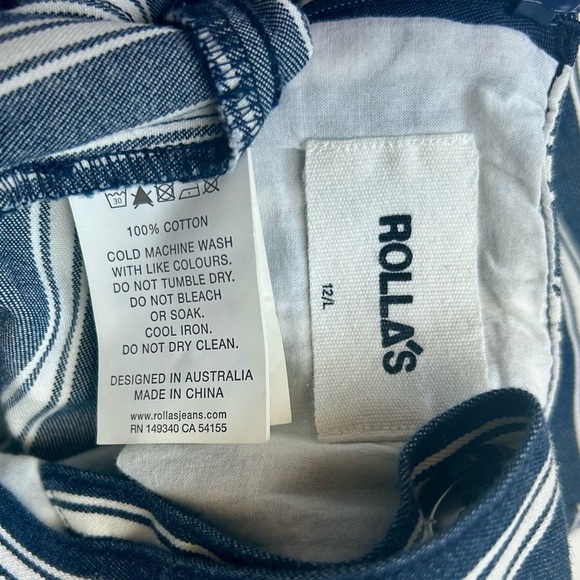 30
100% COTTON
COLD MACHINE WASH
WITH LIKE COLOURS.
DO NOT TUMBLE DRY.
DO NOT BLEACH
OR SOAK.
COOL IRON.
DO NOT DRY CLEAN.
DESIGNED IN AUSTRALIA
MADE IN CHINA
www.rollasjeans.com
RN 149340 CA 54155
ROLLA'S
12/L